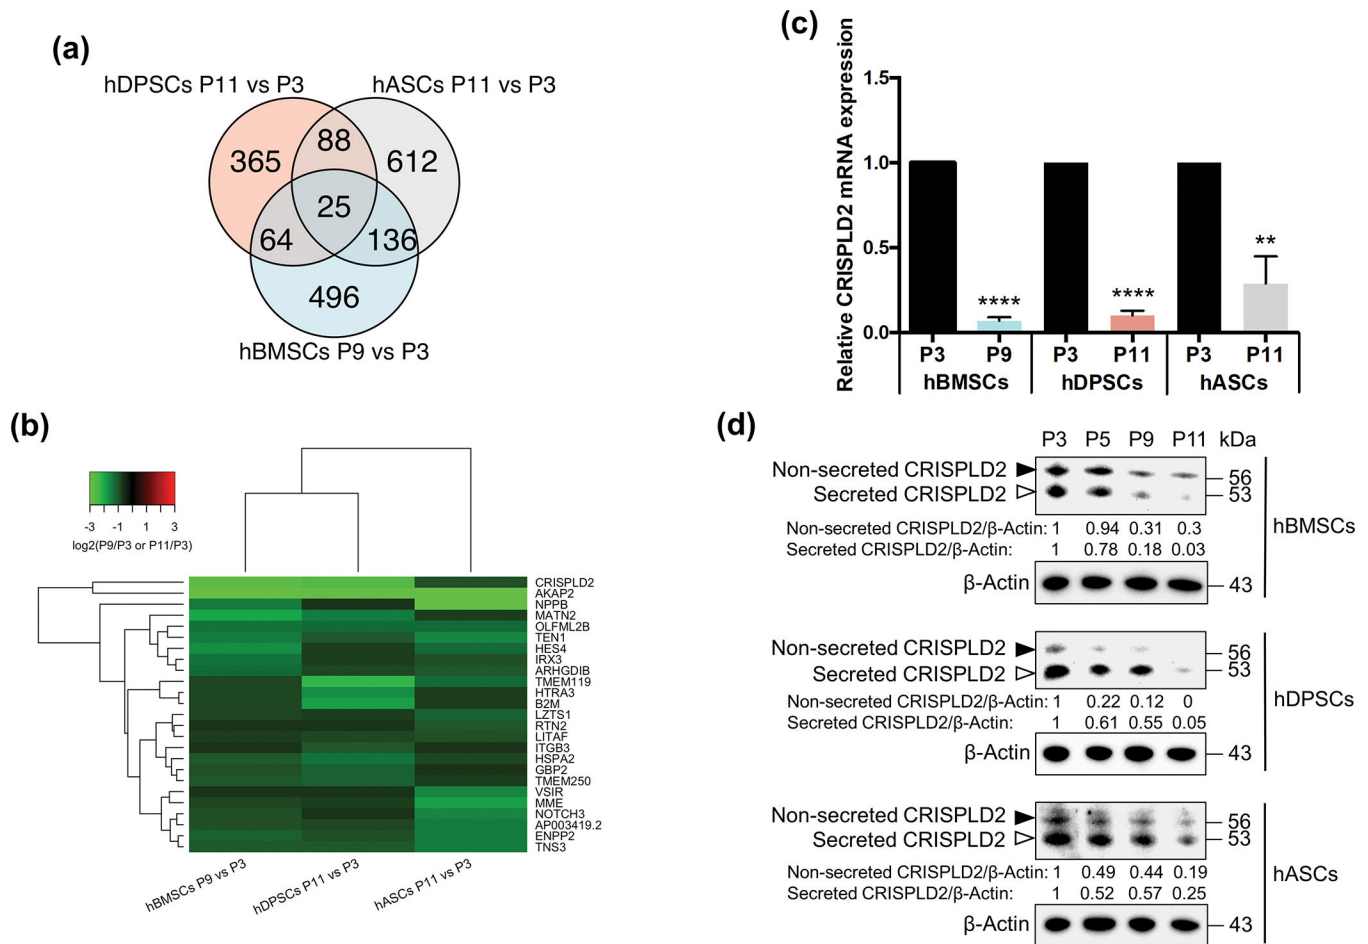 (a)
hDPSCs P11 vs P3
hASCs P11 vs P3
365
88
612
25
64
136
496
hBMSCs P9 vs P3
(b)
-3 -1 1 3
log2(P9/P3 or P11/P3)
CRISPLD2
AKAP2
NPPB
MATN2
OLFML2B
TEN1
HES4
IRX3
ARHGDIB
TMEM119
HTRA3
B2M
LZTS1
RTN2
LITAF
ITGB3
HSPA2
GBP2
TMEM250
VSIR
MME
NOTCH3
AP003419.2
ENPP2
TNS3
hBMSCs P9 vs P3
hDPSCs P11 vs P3
hASCs P11 vs P3
(c)
Relative CRISPLD2 mRNA expression
1.5
1.0
0.5
0.0
****
****
**
P3 P9 P3 P11 P3 P11
hBMSCs hDPSCs hASCs
(d)
P3 P5 P9 P11 kDa
Non-secreted CRISPLD2
56
Secreted CRISPLD2
53
Non-secreted CRISPLD2/β-Actin: 1 0.94 0.31 0.3
Secreted CRISPLD2/β-Actin: 1 0.78 0.18 0.03
β-Actin
43
hBMSCs
Non-secreted CRISPLD2
56
Secreted CRISPLD2
53
Non-secreted CRISPLD2/β-Actin: 1 0.22 0.12 0
Secreted CRISPLD2/β-Actin: 1 0.61 0.55 0.05
β-Actin
43
hDPSCs
Non-secreted CRISPLD2
56
Secreted CRISPLD2
53
Non-secreted CRISPLD2/β-Actin: 1 0.49 0.44 0.19
Secreted CRISPLD2/β-Actin: 1 0.52 0.57 0.25
β-Actin
43
hASCs